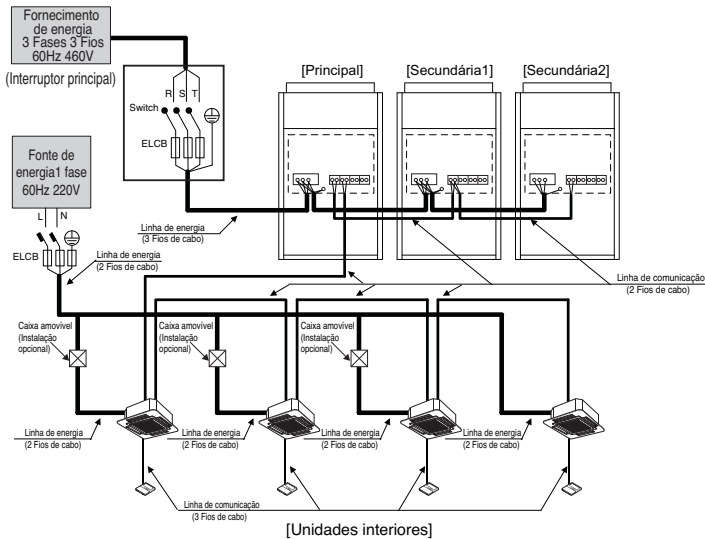 Fornecimento
de energia
3 Fases 3 Fios
60Hz 460V
(Interruptor principal)
R S T
Switch
ELCB
[Principal]
[Secundária1]
[Secundária2]
Fonte de
energia1 fase
60Hz 220V
L N
ELCB
Linha de energia
(2 Fios de cabo)
Linha de energia
(3 Fios de cabo)
Linha de comunicação
(2 Fios de cabo)
Caixa amovível
(Instalação
opcional)
Caixa amovível
(Instalação
opcional)
Caixa amovível
(Instalação
opcional)
Linha de energia
(2 Fios de cabo)
Linha de energia
(2 Fios de cabo)
Linha de energia
(2 Fios de cabo)
Linha de energia
(2 Fios de cabo)
Linha de comunicação
(3 Fios de cabo)
[Unidades interiores]